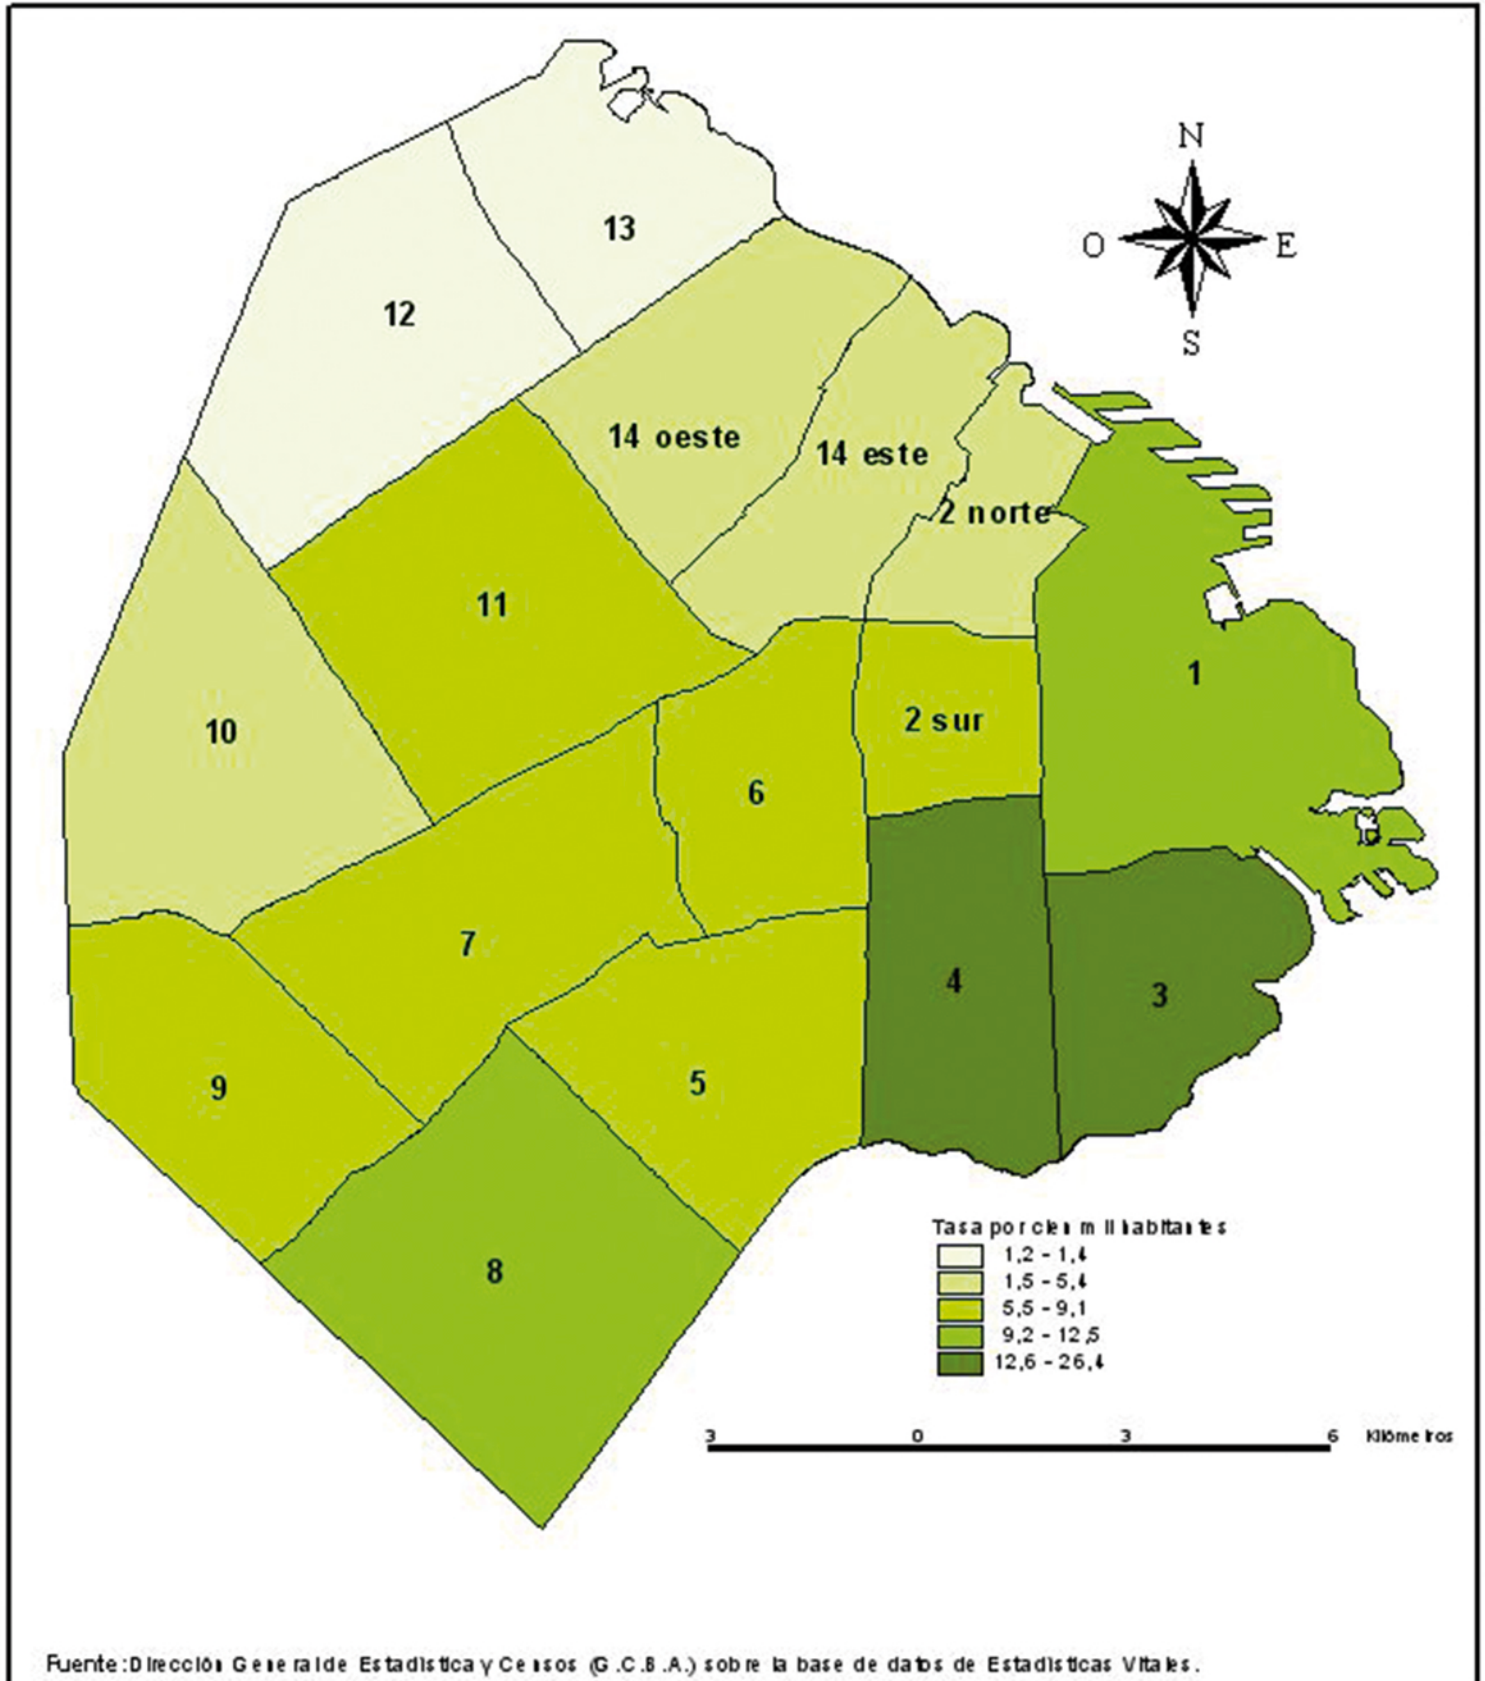 N
O E
S
13
12
14 oeste
14 este
2 norte
11
1
10
2 sur
6
7
4
3
9
5
8
Tasa por cien mil habitantes
1,2 - 1,4
1,5 - 5,4
5,5 - 9,1
9,2 - 12,5
12,6 - 26,4
3 0 3 6 Kilómetros
Fuente: Dirección General de Estadística y Censos (G.C.B.A.) sobre la base de datos de Estadísticas Vitales.